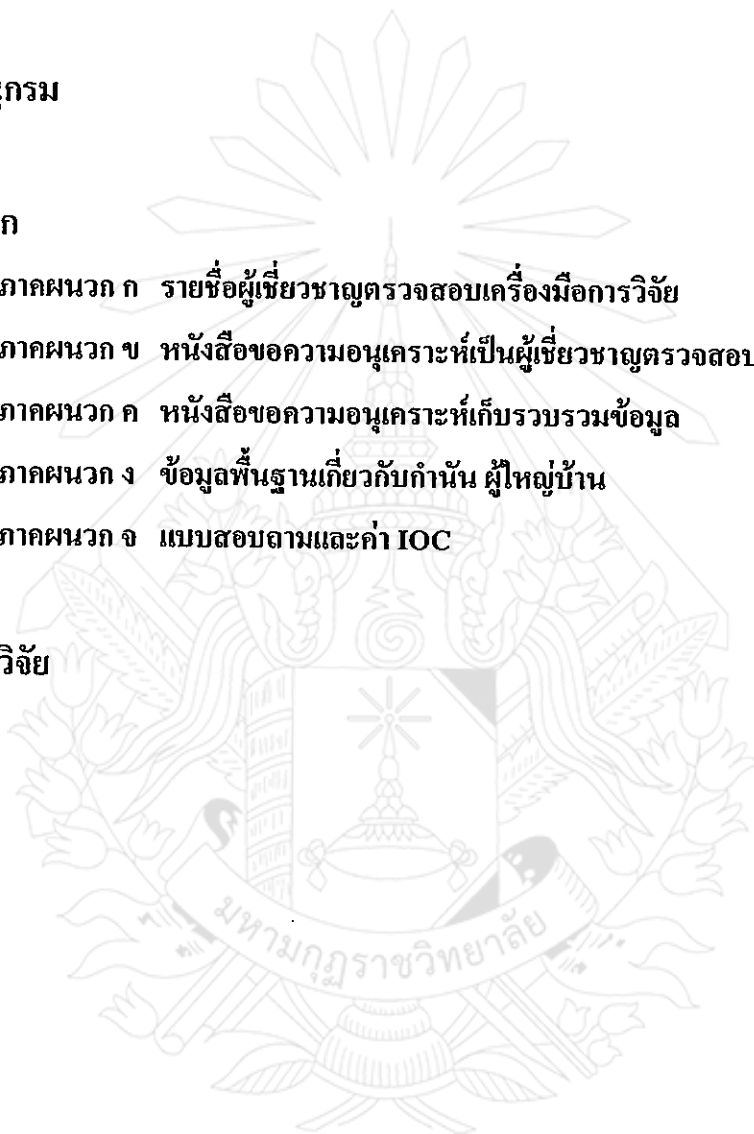 กรม
ก
ภาคผนวก ก รายชื่อผู้เชี่ยวชาญตรวจสอบเครื่องมือการวิจัย
ภาคผนวก ข หนังสือขอความอนุเคราะห์เป็นผู้เชี่ยวชาญตรวจสอบ
ภาคผนวก ค หนังสือขอความอนุเคราะห์เก็บรวบรวมข้อมูล
ภาคผนวก ง ข้อมูลพื้นฐานเกี่ยวกับกำนัน ผู้ใหญ่บ้าน
ภาคผนวก จ แบบสอบถามและค่า IOC
วิจัย
มหามกุฏราชวิทยาลัย